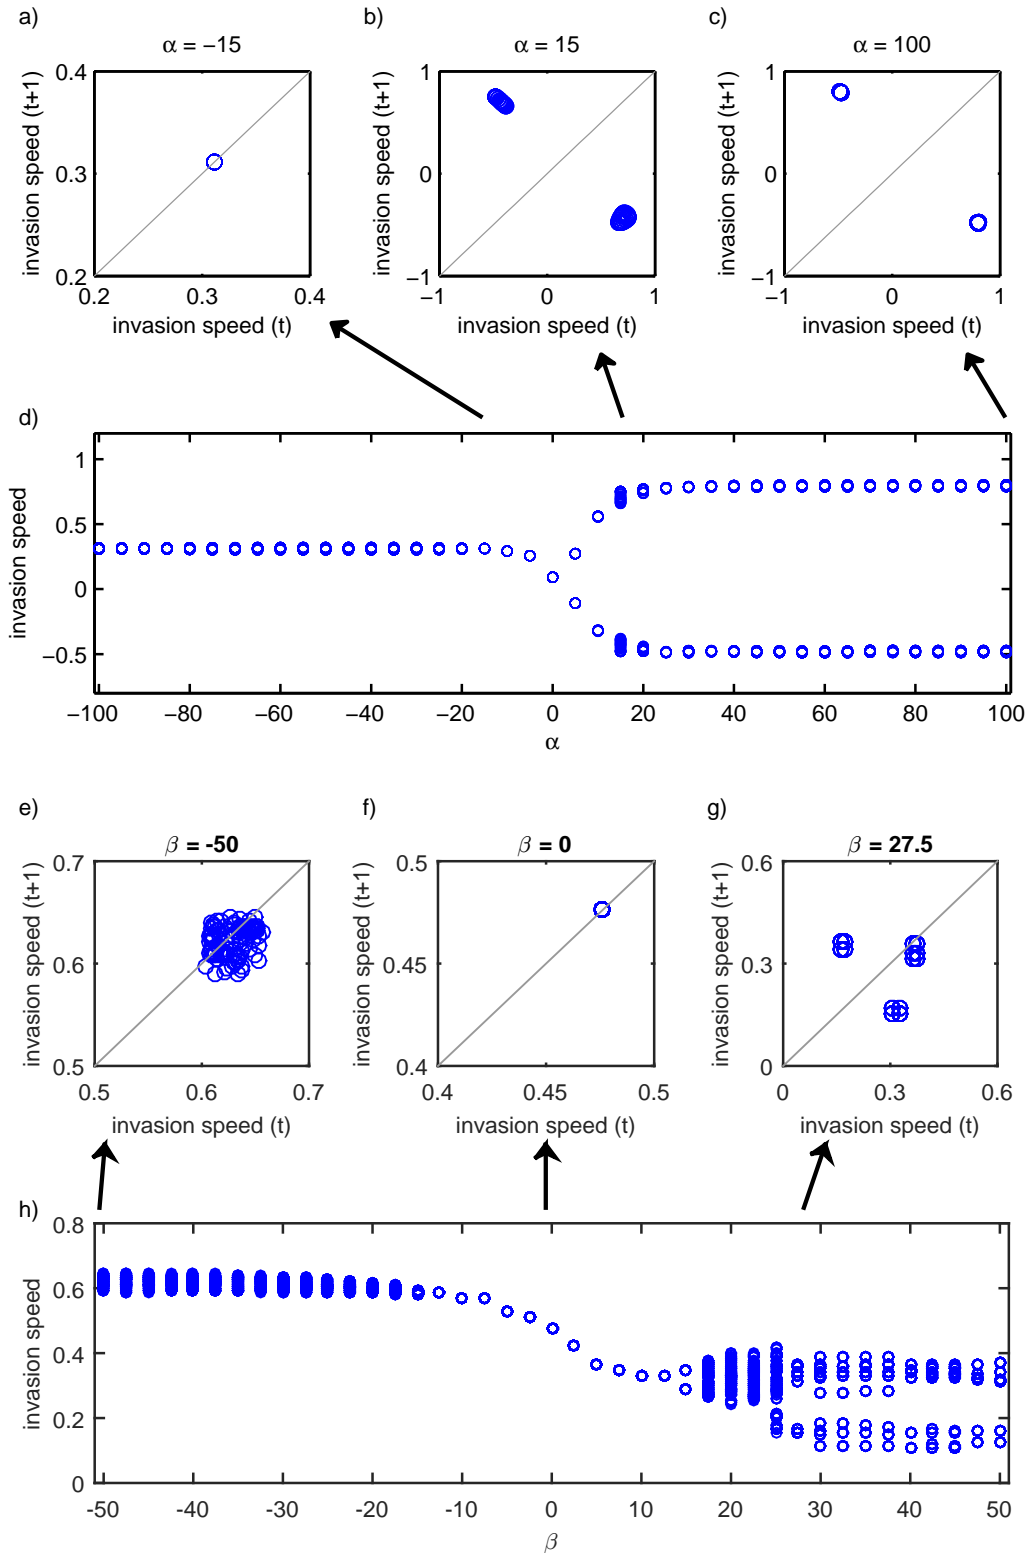 a)
b)
c)
α = −15
α = 15
α = 100
invasion speed (t+1)
0.4
0.3
0.2
0.2
0.3
0.4
invasion speed (t)
invasion speed (t+1)
1
0
−1
−1
0
1
invasion speed (t)
invasion speed (t+1)
1
0
−1
−1
0
1
invasion speed (t)
d)
invasion speed
1
0.5
0
−0.5
−100
−80
−60
−40
−20
0
20
40
60
80
100
α
e)
f)
g)
β = -50
β = 0
β = 27.5
invasion speed (t+1)
0.7
0.6
0.5
0.5
0.6
0.7
invasion speed (t)
invasion speed (t+1)
0.5
0.45
0.4
0.4
0.45
0.5
invasion speed (t)
invasion speed (t+1)
0.6
0.3
0
0
0.3
0.6
invasion speed (t)
h)
invasion speed
0.8
0.6
0.4
0.2
0
-50
-40
-30
-20
-10
0
10
20
30
40
50
β